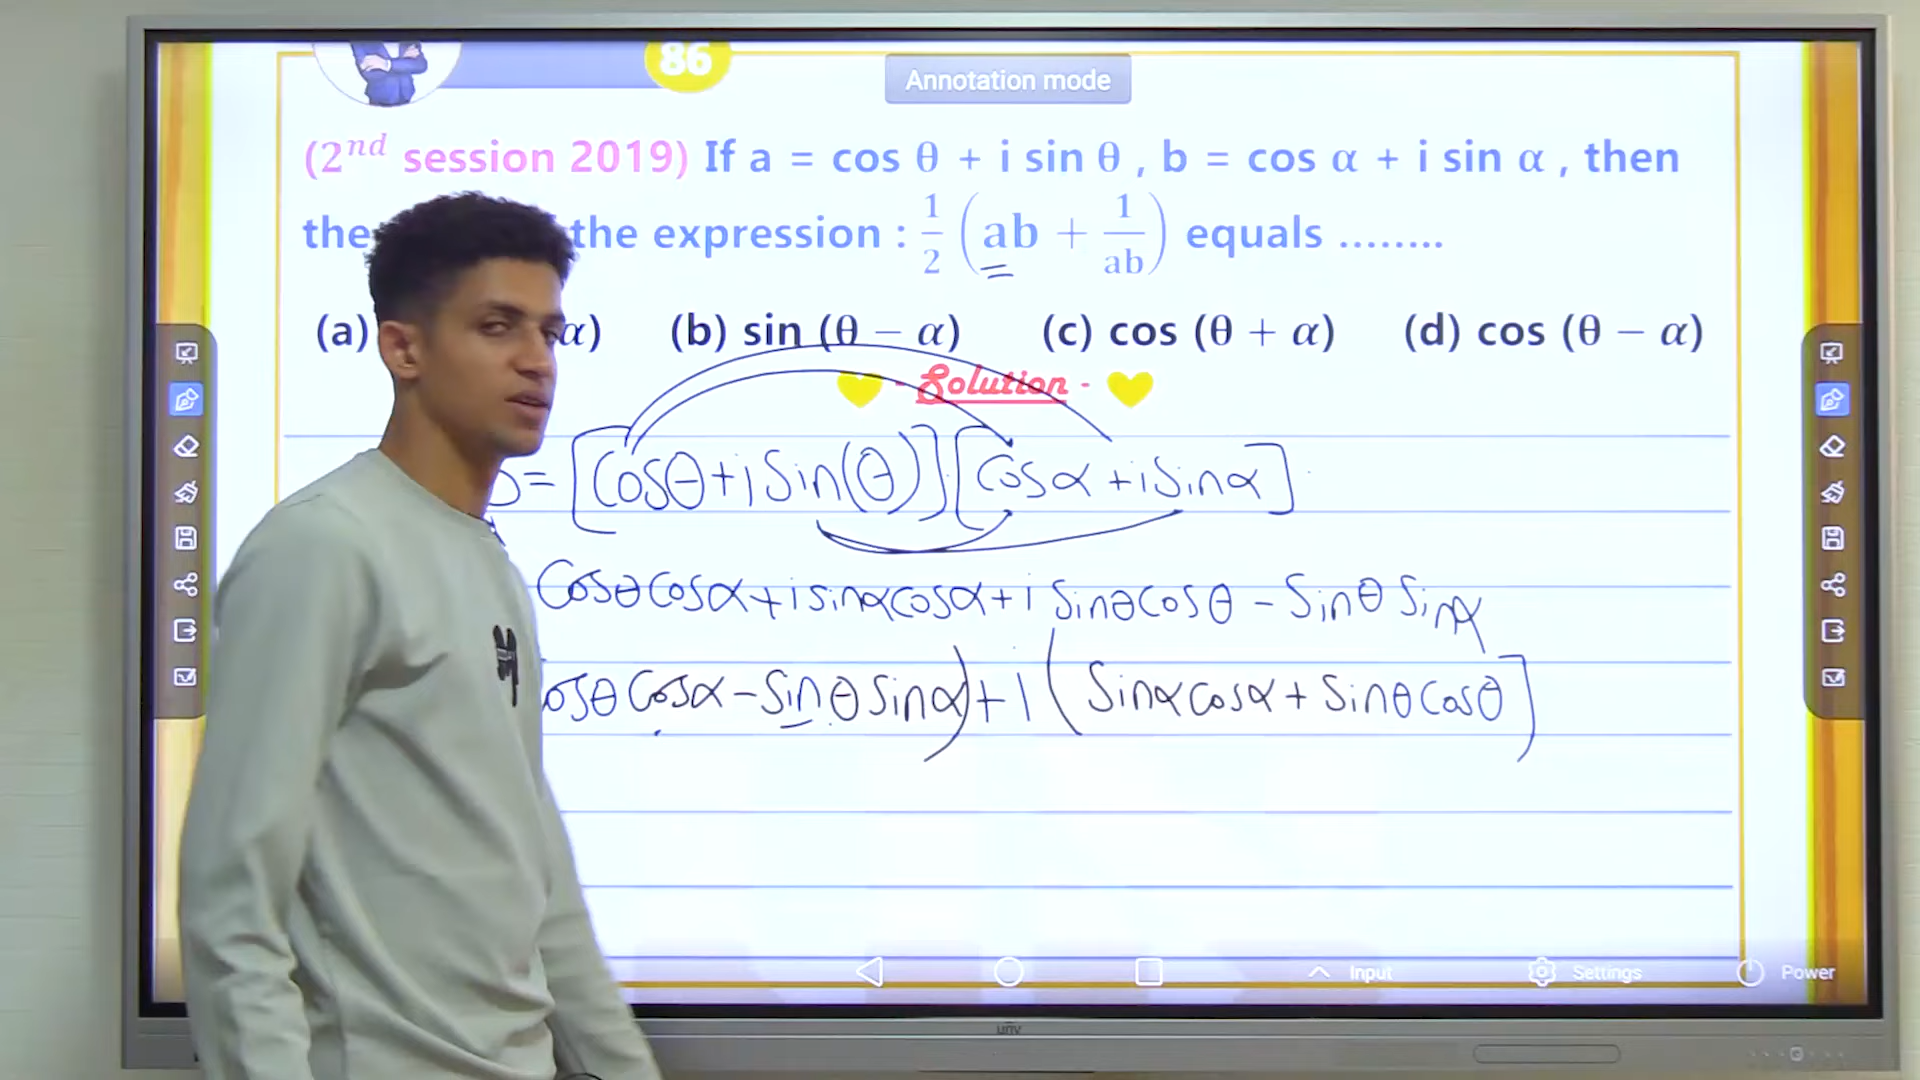 86
Annotation mode
(2nd session 2019) If a = cos θ + i sin θ , b = cos α + i sin α , then
the the expression : 1/2 (ab + 1/ab) equals ........
(a) α) (b) sin (θ − α) (c) cos (θ + α) (d) cos (θ − α)
- Solution -
= [Cosθ+i Sin(θ)] [Cosα + i Sinα]
Cosθ Cosα + i sinα cosα + i Sinθ Cosθ − Sinθ Sinα
osθ Cosα − Sinθ Sinα) + i ( Sinα Cosα + Sinθ Cosθ ]
Input Settings Power
unv